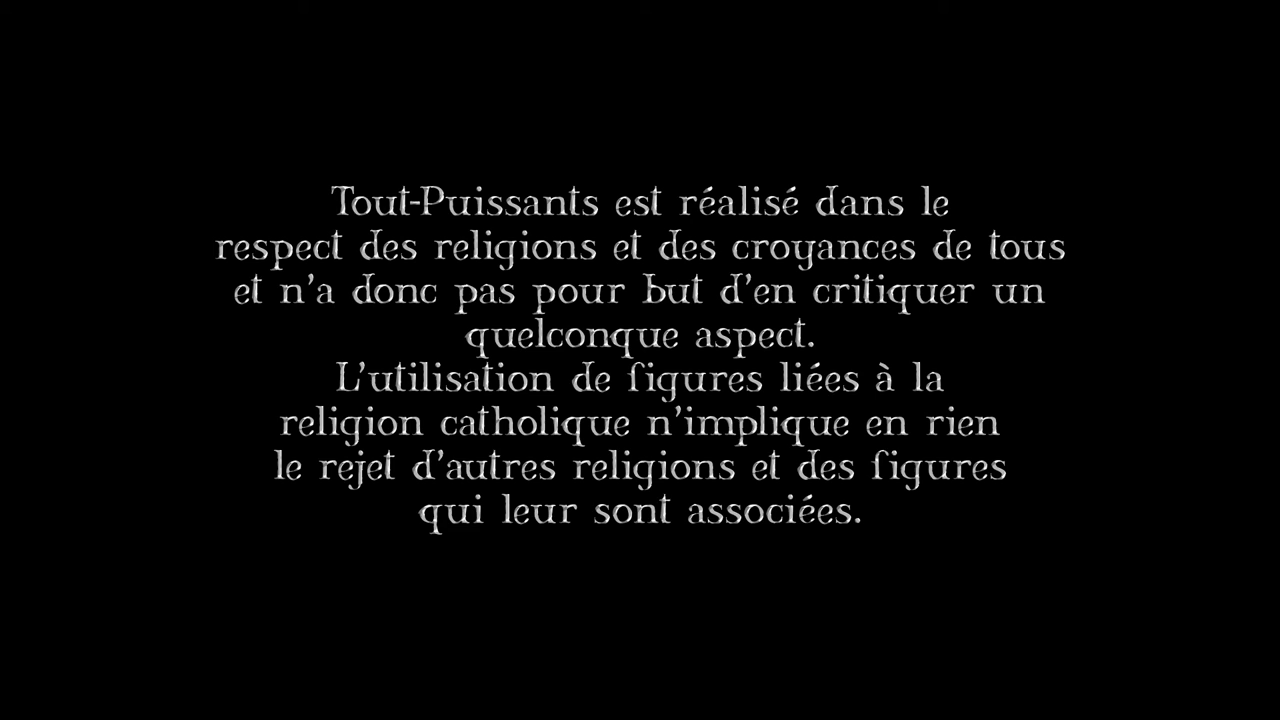 Tout-Puissants est réalisé dans le
respect des religions et des croyances de tous
et n'a donc pas pour but d'en critiquer un
quelconque aspect.
L'utilisation de figures liées à la
religion catholique n'implique en rien
le rejet d'autres religions et des figures
qui leur sont associées.